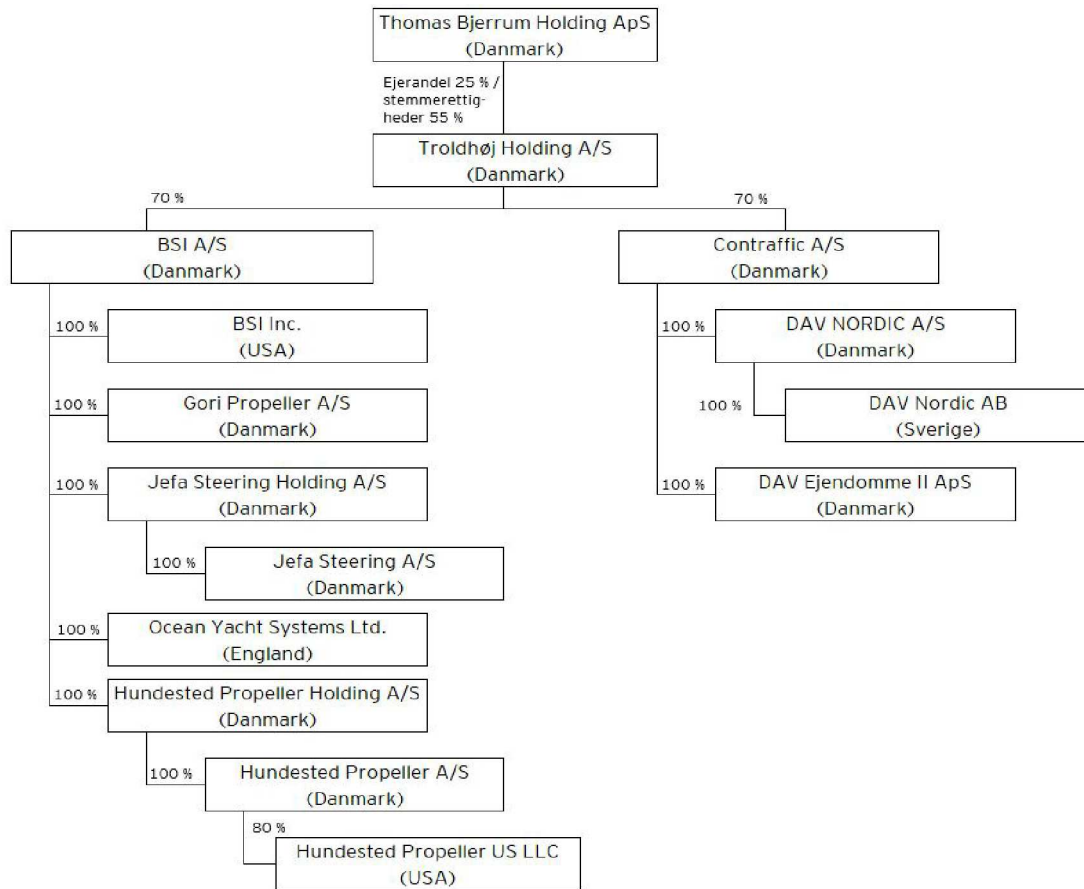 Thomas Bjerrum Holding ApS
(Danmark)
Ejerandel 25 % /
stemmerettig-
heder 55 %
Troldhøj Holding A/S
(Danmark)
70 %
70 %
BSI A/S
(Danmark)
Contraffic A/S
(Danmark)
100 %
BSI Inc.
(USA)
100 %
DAV NORDIC A/S
(Danmark)
100 %
Gori Propeller A/S
(Danmark)
100 %
DAV Nordic AB
(Sverige)
100 %
Jefa Steering Holding A/S
(Danmark)
100 %
DAV Ejendomme II ApS
(Danmark)
100 %
Jefa Steering A/S
(Danmark)
100 %
Ocean Yacht Systems Ltd.
(England)
100 %
Hundested Propeller Holding A/S
(Danmark)
100 %
Hundested Propeller A/S
(Danmark)
80 %
Hundested Propeller US LLC
(USA)